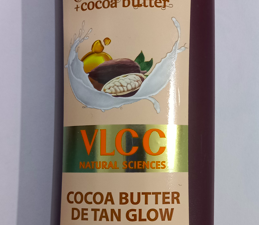 +cocoa butter
VLCC
NATURAL SCIENCES
COCOA BUTTER
DE TAN GLOW